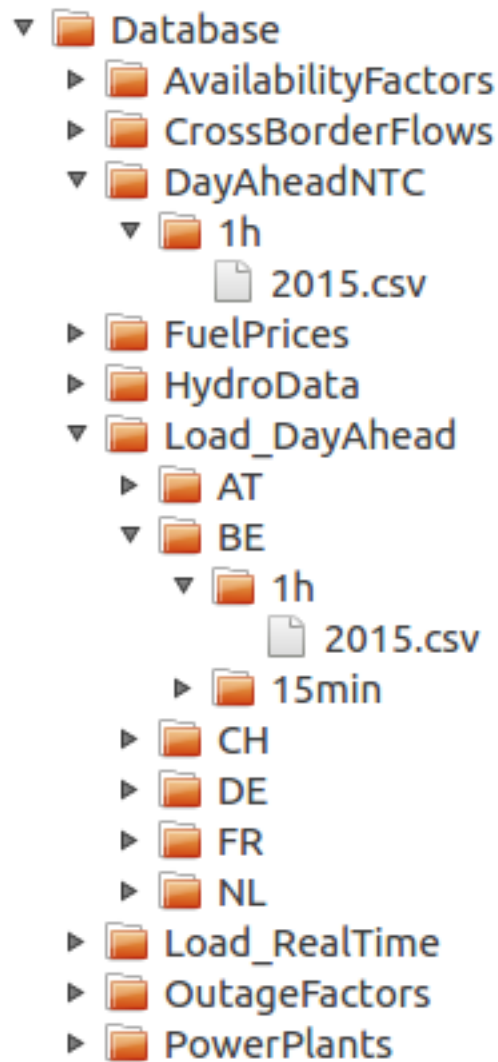 Database
AvailabilityFactors
CrossBorderFlows
DayAheadNTC
1h
2015.csv
FuelPrices
HydroData
Load_DayAhead
AT
BE
1h
2015.csv
15min
CH
DE
FR
NL
Load_RealTime
OutageFactors
PowerPlants